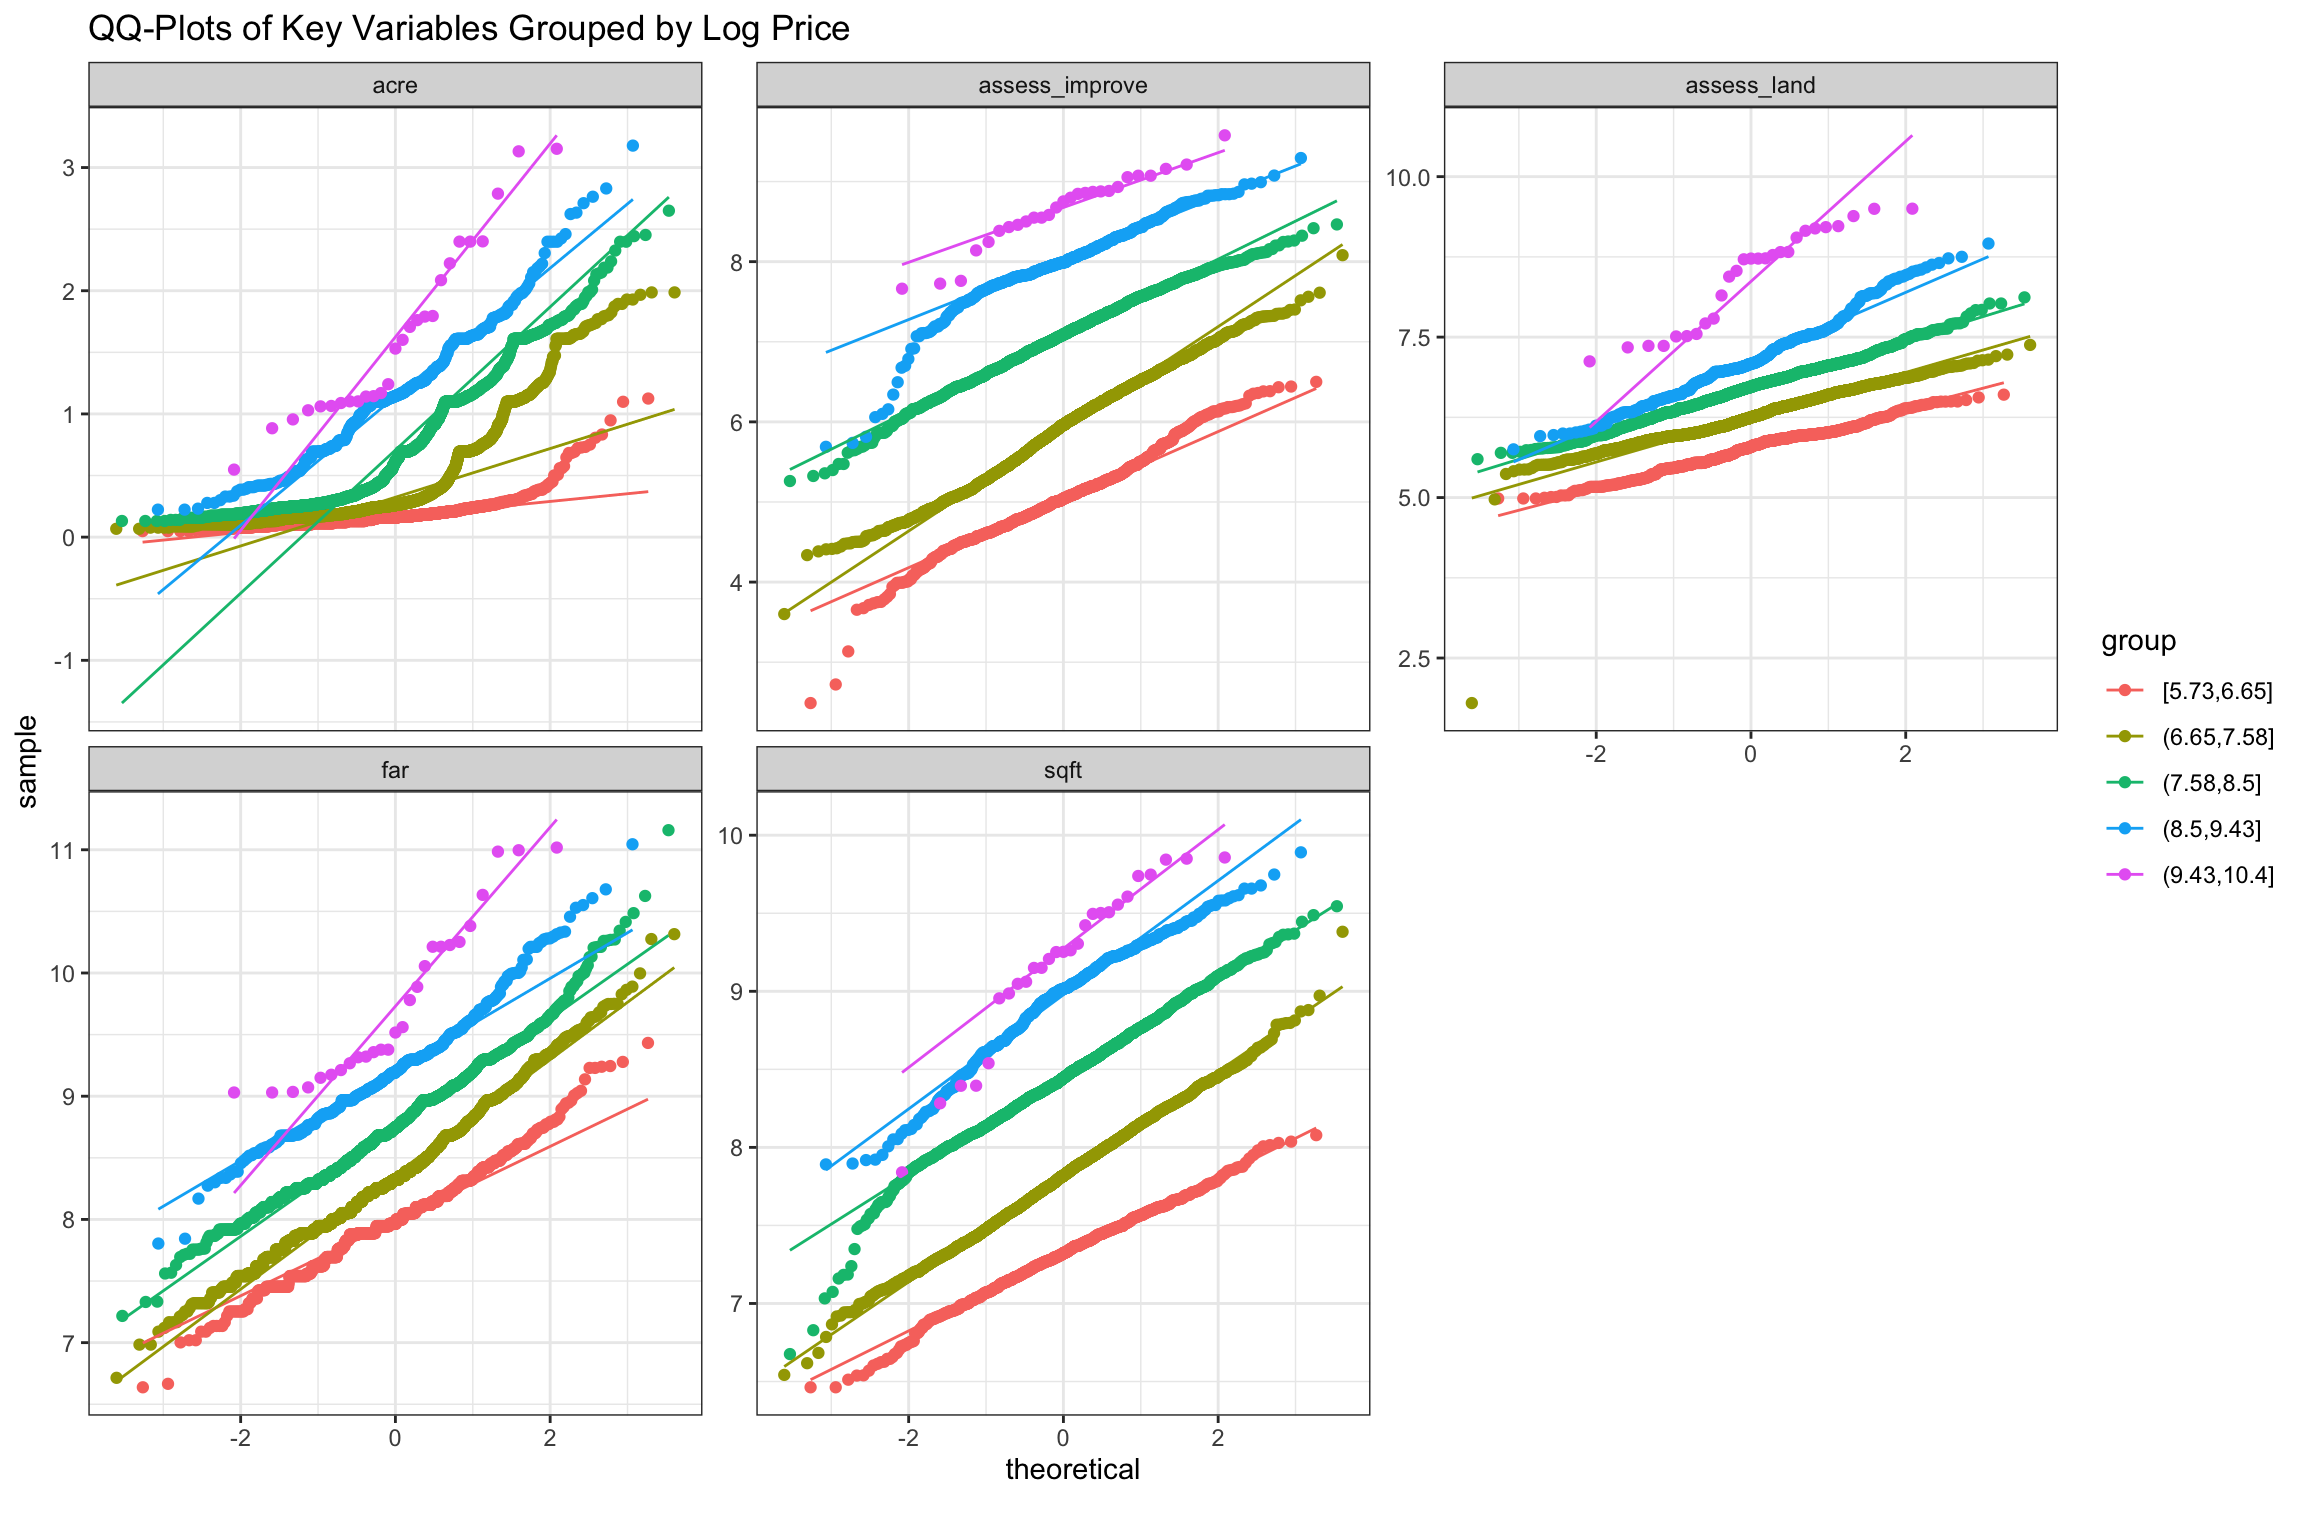 QQ-Plots of Key Variables Grouped by Log Price
acre
assess_improve
assess_land
3
2
1
0
-1
8
6
4
10.0
7.5
5.0
2.5
-2 0 2
sample
far
sqft
11
10
9
8
7
10
9
8
7
-2 0 2
-2 0 2
theoretical
group
[5.73,6.65]
(6.65,7.58]
(7.58,8.5]
(8.5,9.43]
(9.43,10.4]